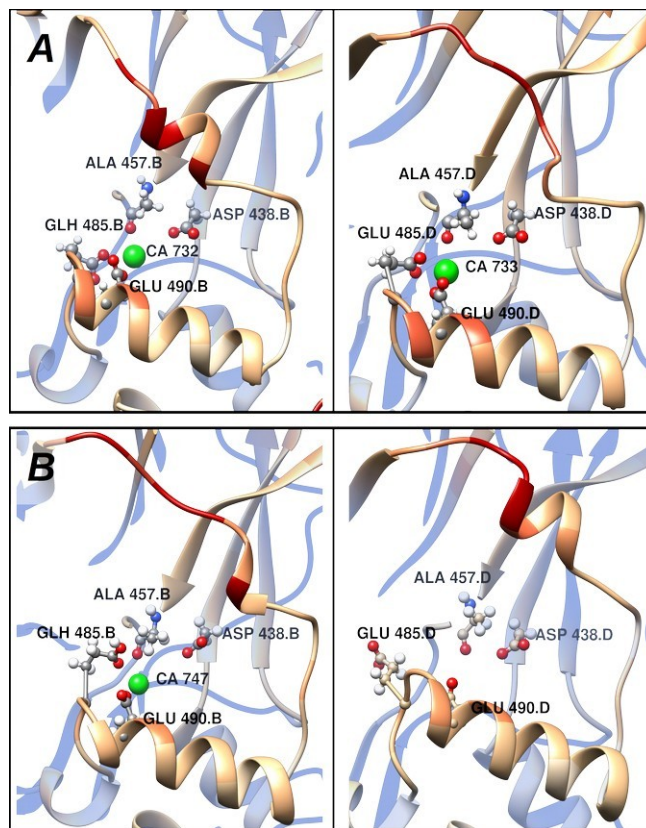 A
ALA 457.B
ASP 438.B
GLH 485.B
CA 732
GLU 490.B
ALA 457.D
ASP 438.D
GLU 485.D
CA 733
GLU 490.D
B
ALA 457.B
ASP 438.B
GLH 485.B
CA 747
GLU 490.B
ALA 457.D
ASP 438.D
GLU 485.D
GLU 490.D